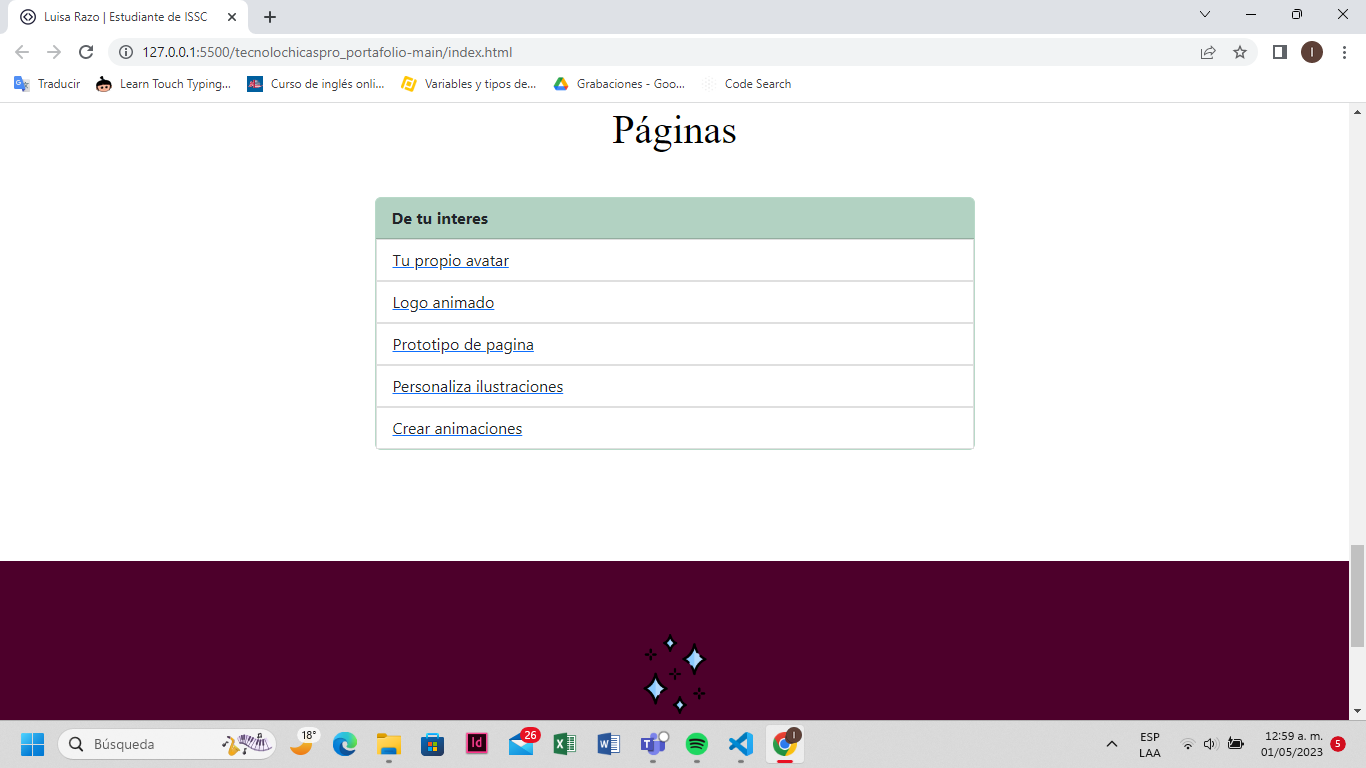 Luisa Razo | Estudiante de ISSC
127.0.0.1:5500/tecnolochicaspro_portafolio-main/index.html
I
Traducir
Learn Touch Typing...
Curso de inglés onli...
Variables y tipos de...
Grabaciones - Goo...
Code Search
Páginas
De tu interes
Tu propio avatar
Logo animado
Prototipo de pagina
Personaliza ilustraciones
Crear animaciones
Búsqueda
18°
Id
26
I
ESP
LAA
12:59 a. m.
01/05/2023
5